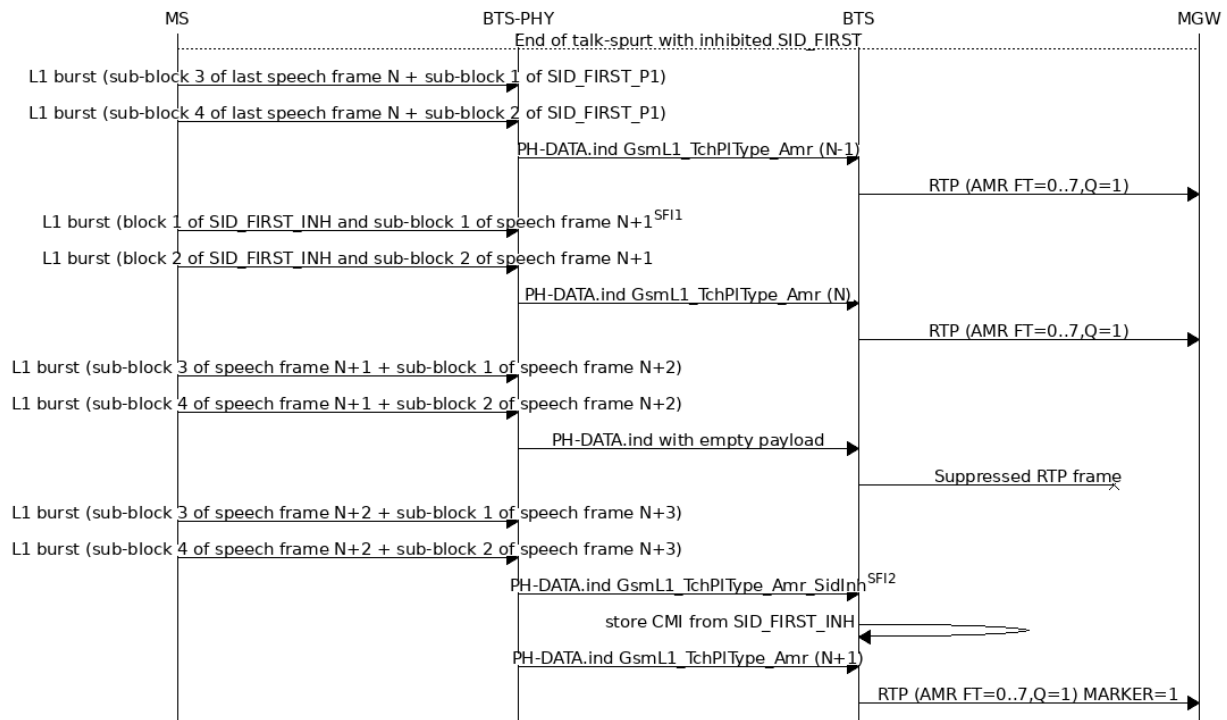 MS BTS-PHY BTS MGW
End of talk-spurt with inhibited SID_FIRST
L1 burst (sub-block 3 of last speech frame N + sub-block 1 of SID_FIRST_P1)
L1 burst (sub-block 4 of last speech frame N + sub-block 2 of SID_FIRST_P1)
PH-DATA.ind GsmL1_TchPlType_Amr (N-1)
RTP (AMR FT=0..7,Q=1)
L1 burst (block 1 of SID_FIRST_INH and sub-block 1 of speech frame N+1 SFI1
L1 burst (block 2 of SID_FIRST_INH and sub-block 2 of speech frame N+1
PH-DATA.ind GsmL1_TchPlType_Amr (N)
RTP (AMR FT=0..7,Q=1)
L1 burst (sub-block 3 of speech frame N+1 + sub-block 1 of speech frame N+2)
L1 burst (sub-block 4 of speech frame N+1 + sub-block 2 of speech frame N+2)
PH-DATA.ind with empty payload
Suppressed RTP frame
L1 burst (sub-block 3 of speech frame N+2 + sub-block 1 of speech frame N+3)
L1 burst (sub-block 4 of speech frame N+2 + sub-block 2 of speech frame N+3)
PH-DATA.ind GsmL1_TchPlType_Amr_SidInh SFI2
store CMI from SID_FIRST_INH
PH-DATA.ind GsmL1_TchPlType_Amr (N+1)
RTP (AMR FT=0..7,Q=1) MARKER=1